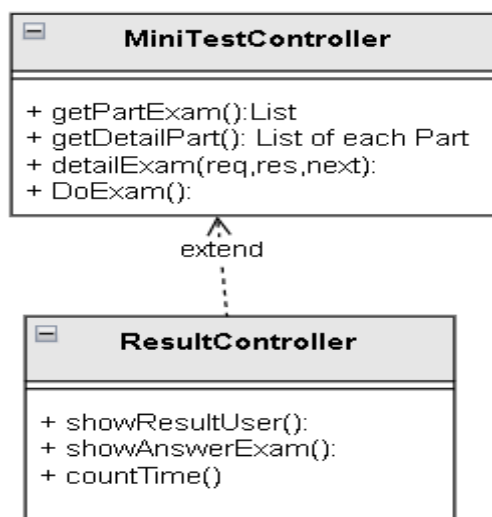 MiniTestController
+ getPartExam():List
+ getDetailPart(): List of each Part
+ detailExam(req,res,next):
+ DoExam():
extend
ResultController
+ showResultUser():
+ showAnswerExam():
+ countTime()